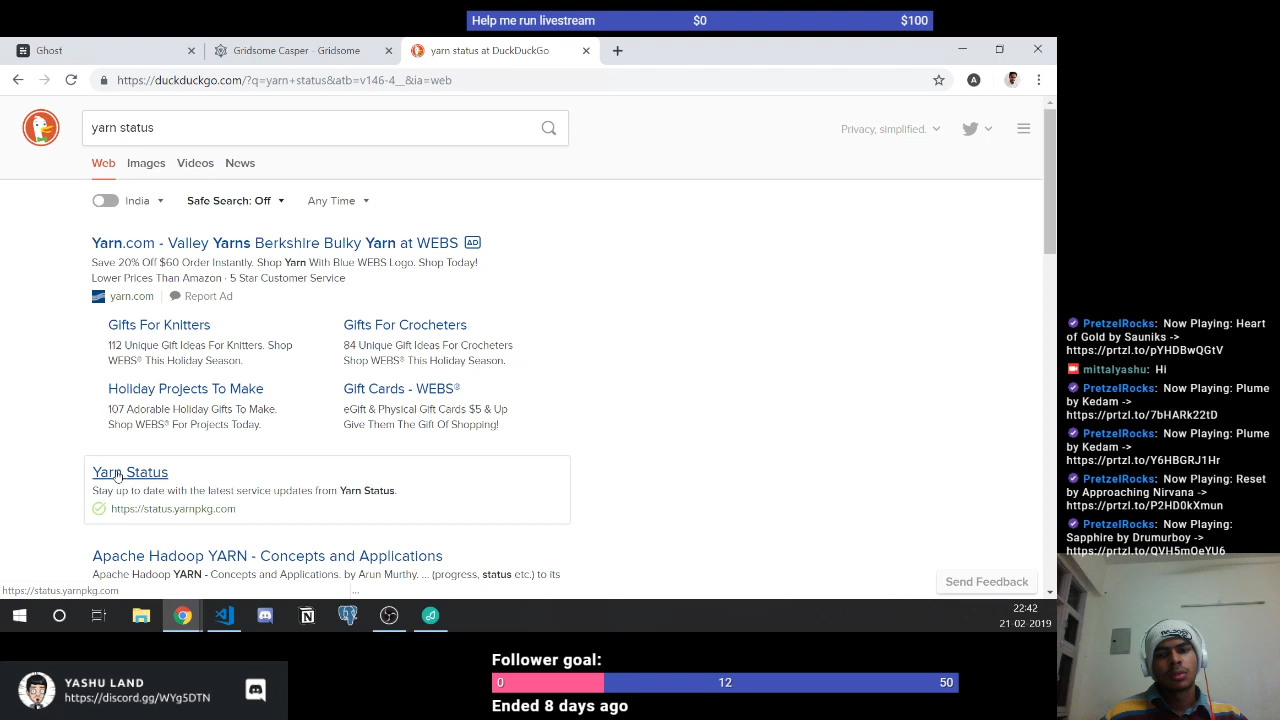 Help me run livestream $0 $100
Ghost
Gridsome Casper - Gridsome
yarn status at DuckDuckGo
https://duckduckgo.com/?q=yarn+status&atb=v146-4__&ia=web
A
yarn status
Privacy, simplified.
Web Images Videos News
India Safe Search: Off Any Time
Yarn.com - Valley Yarns Berkshire Bulky Yarn at WEBS AD
Save 20% Off $60 Order Instantly. Shop Yarn With Blue WEBS Logo. Shop Today!
Lower Prices Than Amazon · 5 Star Customer Service
yarn.com Report Ad
Gifts For Knitters
112 Unique Gift Ideas For Knitters. Shop
WEBS® This Holiday Season.
Gifts For Crocheters
84 Unique Gift Ideas For Crocheters
Shop WEBS® This Holiday Season.
Holiday Projects To Make
107 Adorable Holiday Gifts To Make.
Shop WEBS® For Projects Today.
Gift Cards - WEBS®
eGift & Physical Gift Cards $5 & Up
Give Them The Gift Of Shopping!
Yarn Status
Stay up to date with the latest service updates from Yarn Status.
https://status.yarnpkg.com
Apache Hadoop YARN - Concepts and Applications
Apache Hadoop YARN - Concepts and Applications. by Arun Murthy. ... (progress, status etc.) to its
...
https://status.yarnpkg.com
Send Feedback
22:42
21-02-2019
PretzelRocks: Now Playing: Heart
of Gold by Sauniks ->
https://prtzl.to/pYHDBwQGtV
mittalyashu: Hi
PretzelRocks: Now Playing: Plume
by Kedam ->
https://prtzl.to/7bHARk22tD
PretzelRocks: Now Playing: Plume
by Kedam ->
https://prtzl.to/Y6HBGRJ1Hr
PretzelRocks: Now Playing: Reset
by Approaching Nirvana ->
https://prtzl.to/P2HD0kXmun
PretzelRocks: Now Playing:
Sapphire by Drumurboy ->
https://prtzl.to/QVH5mOeYU6
YASHU LAND
https://discord.gg/WYg5DTN
Follower goal:
0 12 50
Ended 8 days ago